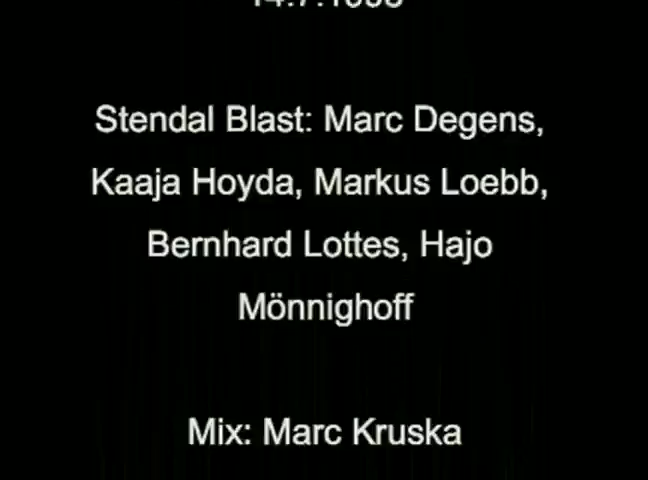 Stendal Blast: Marc Degens,
Kaaja Hoyda, Markus Loebb,
Bernhard Lottes, Hajo
Mönnighoff
Mix: Marc Kruska